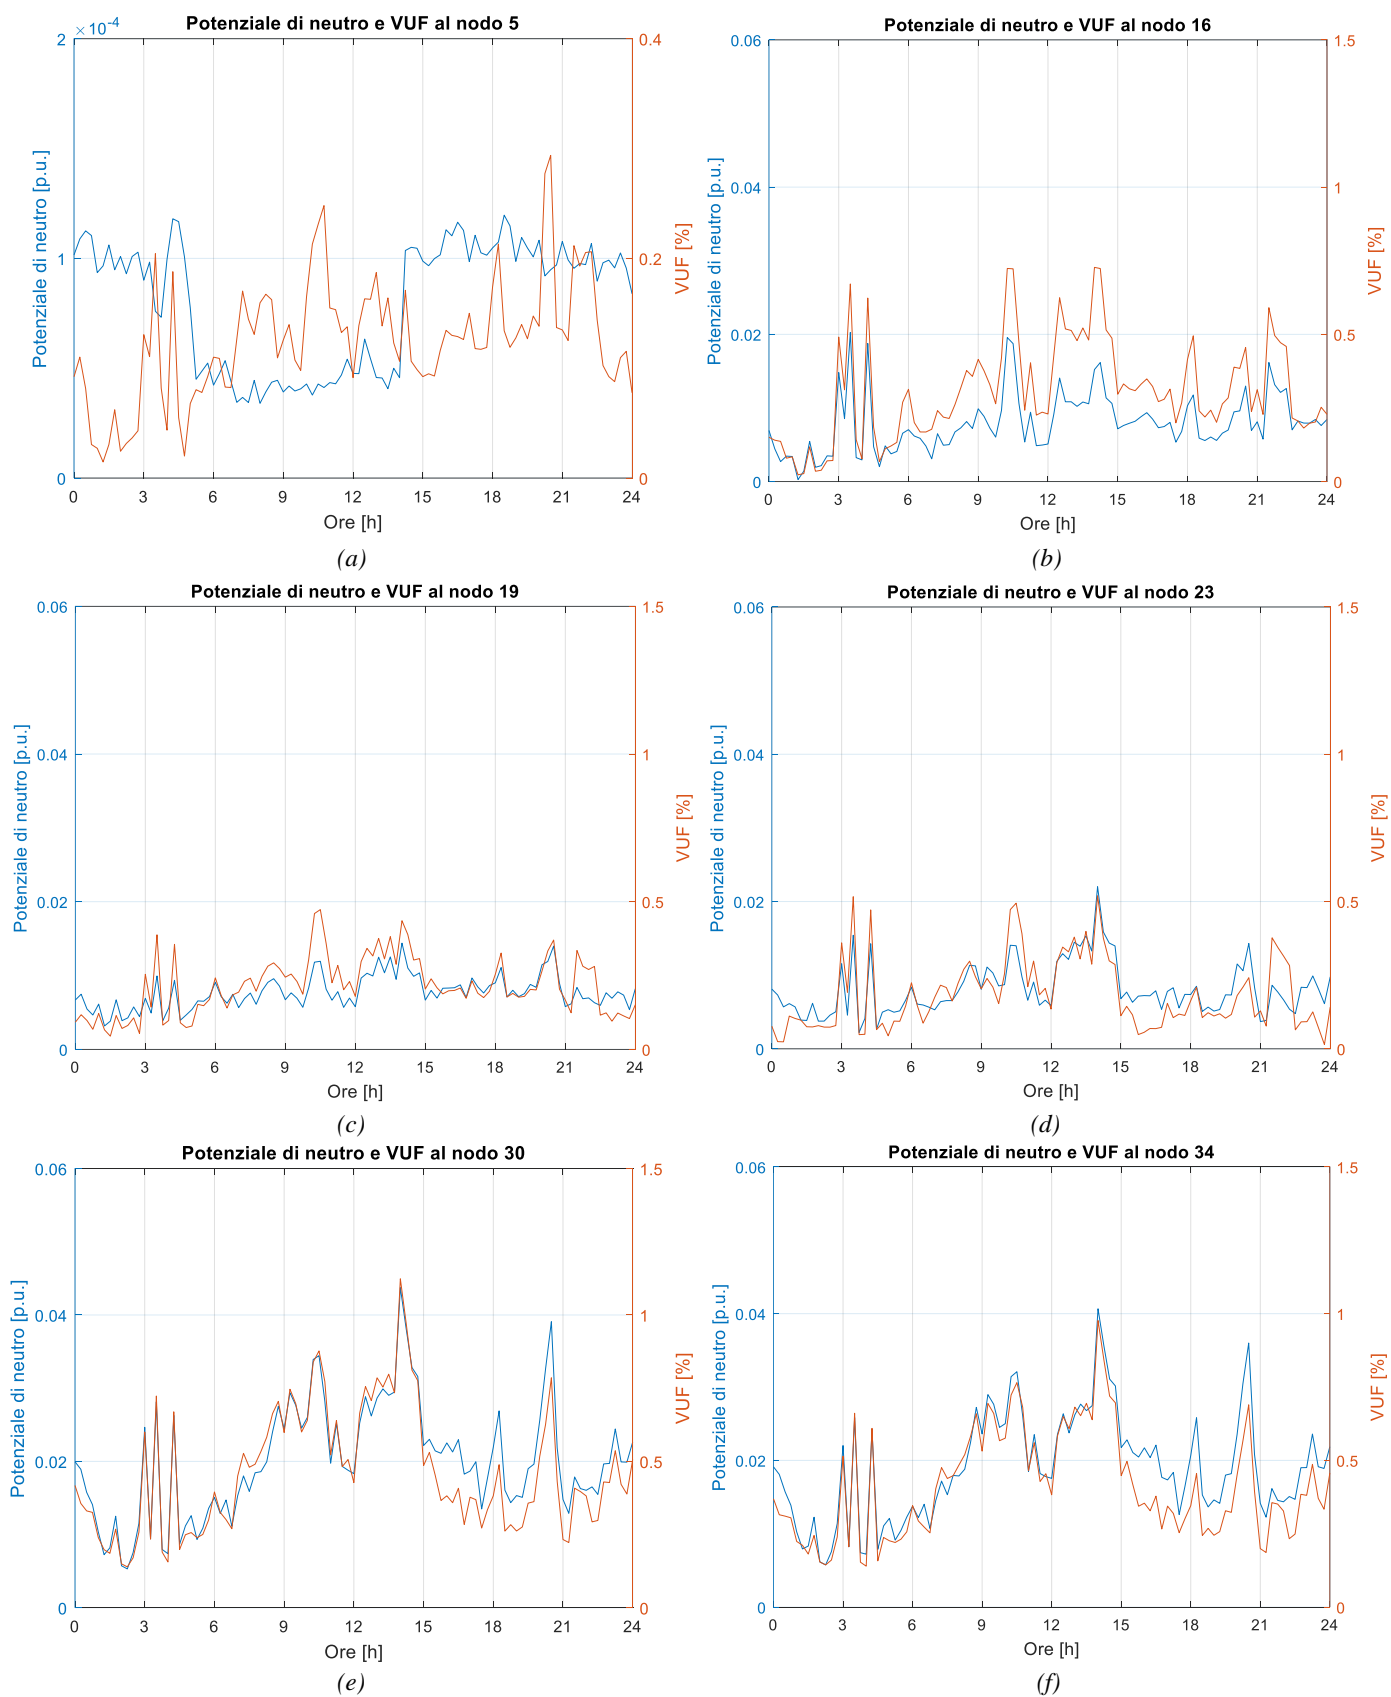 Potenziale di neutro e VUF al nodo 5
×10⁻⁴
2
1
0
0.4
0.2
0
Potenziale di neutro [p.u.]
VUF [%]
0 3 6 9 12 15 18 21 24
Ore [h]
(a)
Potenziale di neutro e VUF al nodo 16
0.06
0.04
0.02
0
1.5
1
0.5
0
Potenziale di neutro [p.u.]
VUF [%]
0 3 6 9 12 15 18 21 24
Ore [h]
(b)
Potenziale di neutro e VUF al nodo 19
0.06
0.04
0.02
0
1.5
1
0.5
0
Potenziale di neutro [p.u.]
VUF [%]
0 3 6 9 12 15 18 21 24
Ore [h]
(c)
Potenziale di neutro e VUF al nodo 23
0.06
0.04
0.02
0
1.5
1
0.5
0
Potenziale di neutro [p.u.]
VUF [%]
0 3 6 9 12 15 18 21 24
Ore [h]
(d)
Potenziale di neutro e VUF al nodo 30
0.06
0.04
0.02
0
1.5
1
0.5
0
Potenziale di neutro [p.u.]
VUF [%]
0 3 6 9 12 15 18 21 24
Ore [h]
(e)
Potenziale di neutro e VUF al nodo 34
0.06
0.04
0.02
0
1.5
1
0.5
0
Potenziale di neutro [p.u.]
VUF [%]
0 3 6 9 12 15 18 21 24
Ore [h]
(f)